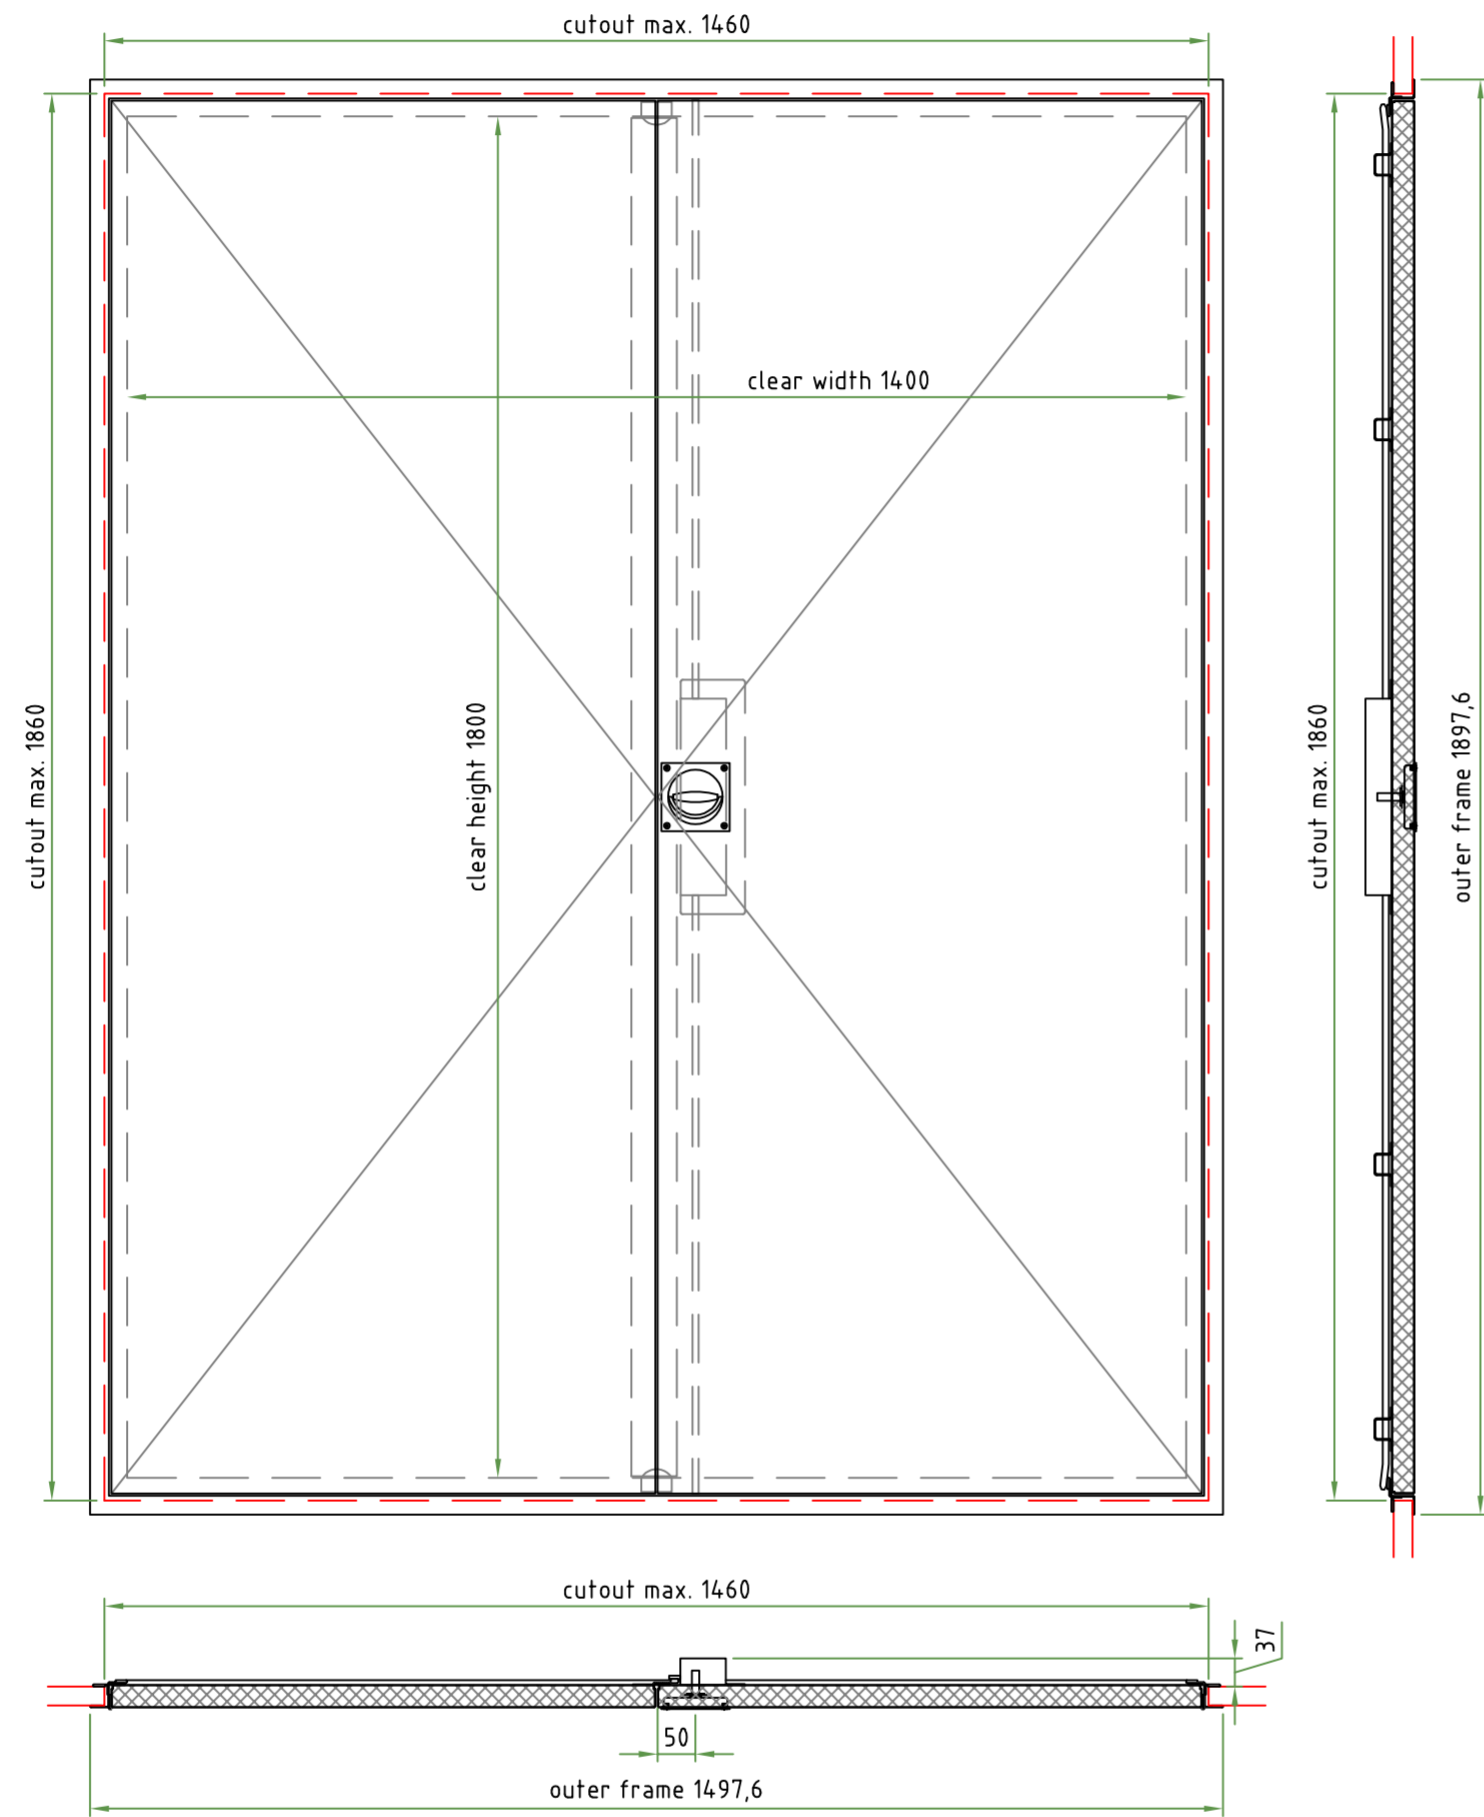 cutout max. 1460
clear width 1400
cutout max. 1860
clear height 1800
cutout max. 1860
outer frame 1897,6
cutout max. 1460
37
50
outer frame 1497,6